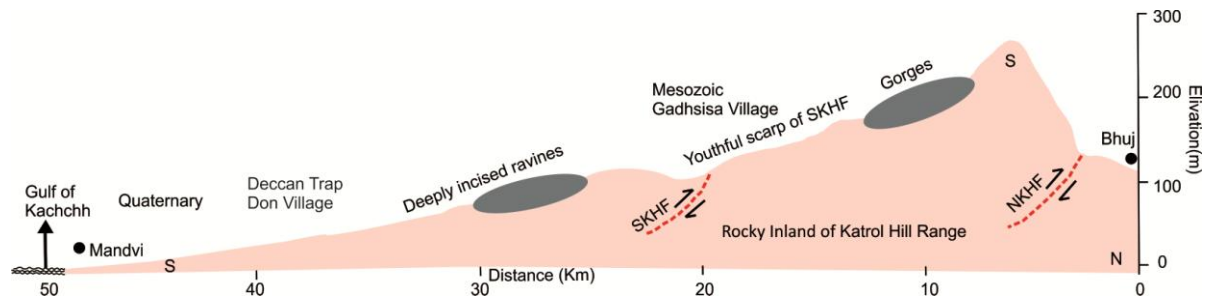 300
S
Gorges
Elivation(m)
200
Mesozoic
Gadhsisa Village
Youthful scarp of SKHF
Bhuj
Deeply incised ravines
Gulf of
Kachchh
Quaternary
Deccan Trap
Don Village
100
SKHF
NKHF
Rocky Inland of Katrol Hill Range
Mandvi
S
N
0
50
40
30
Distance (Km)
20
10
0